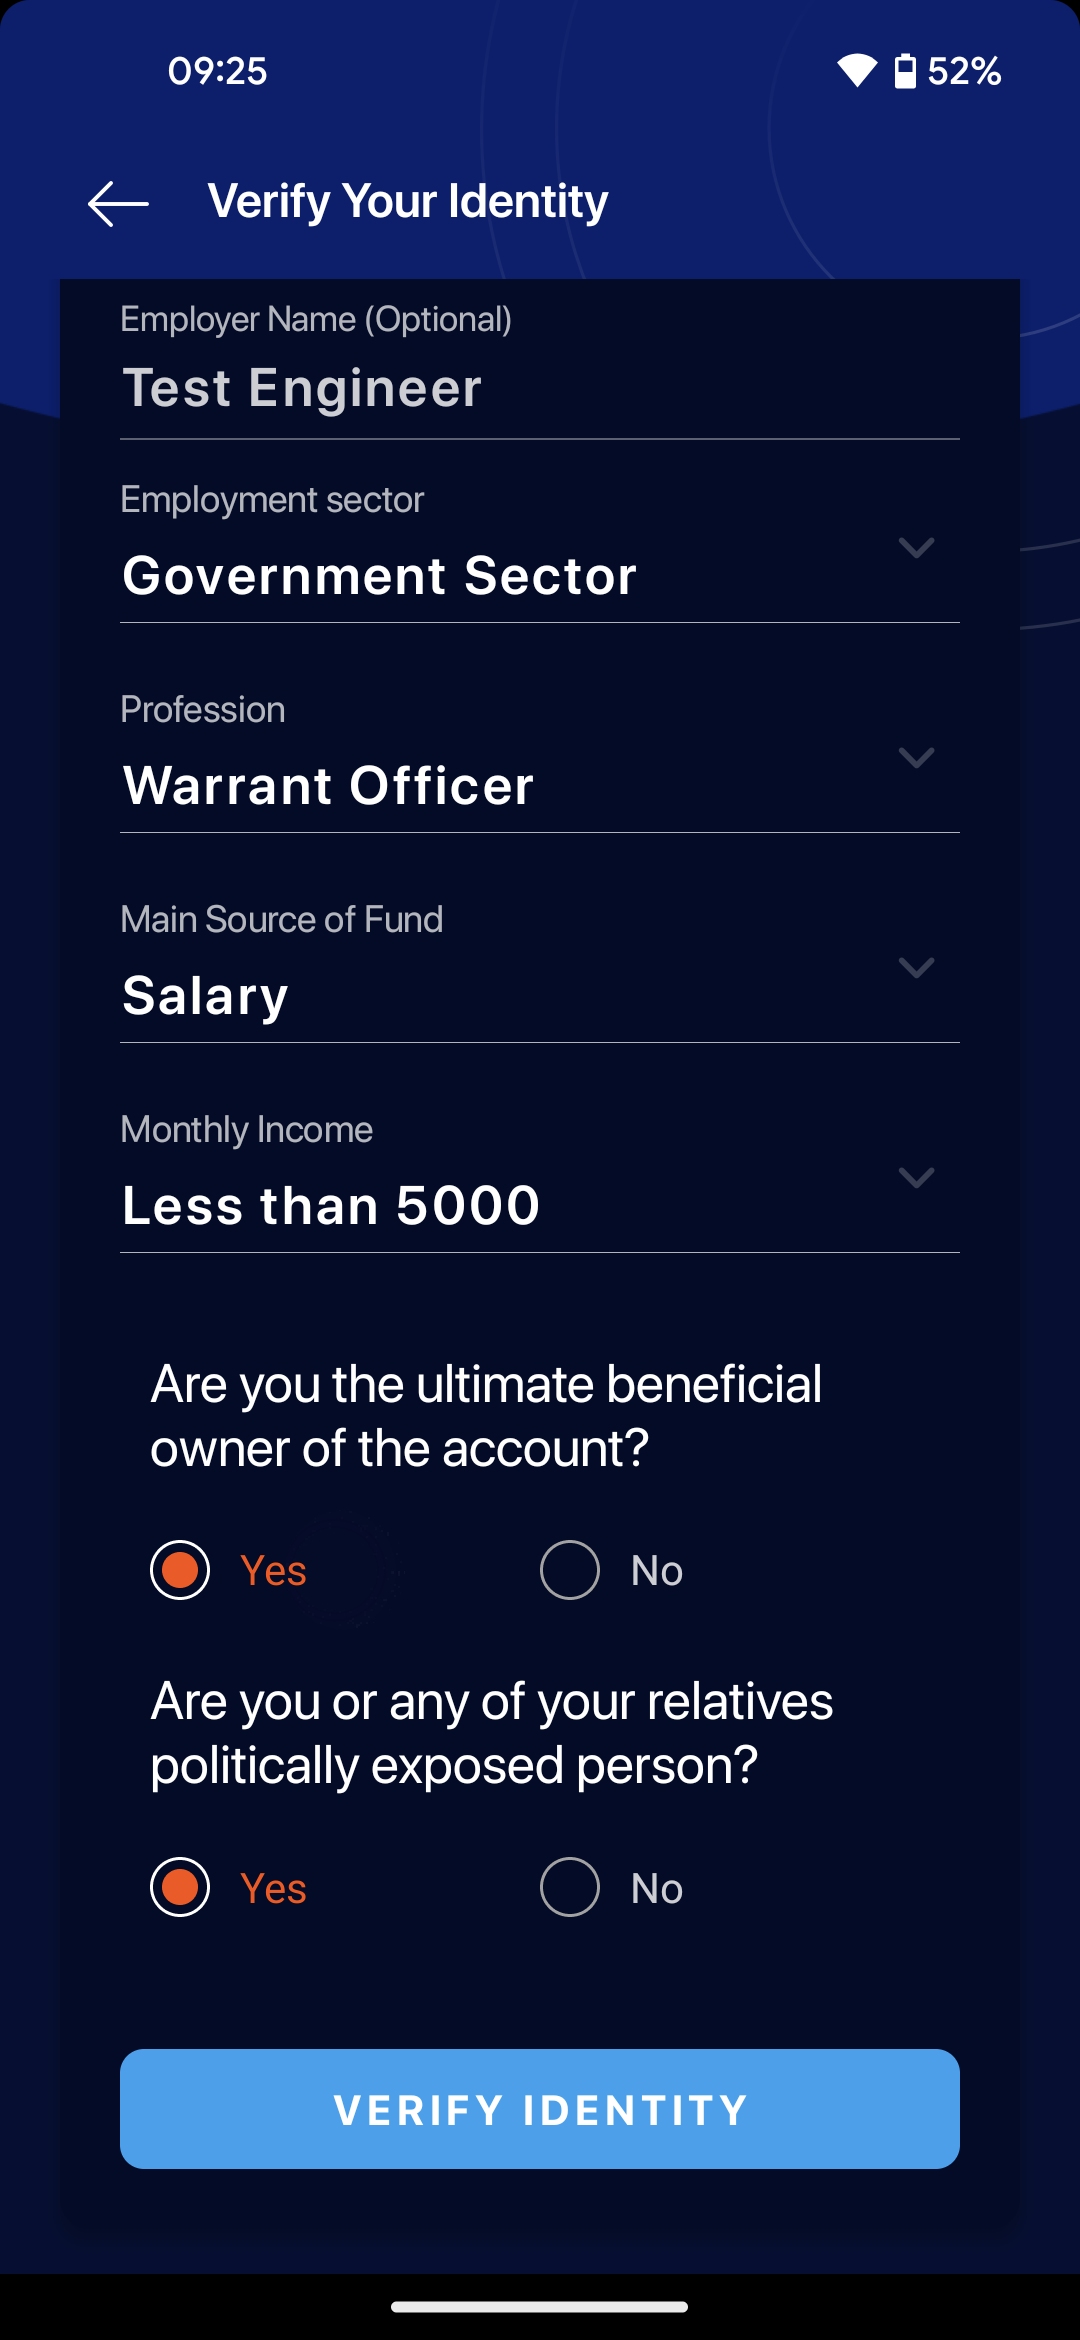 09:25
52%
Verify Your Identity
Employer Name (Optional)
Test Engineer
Employment sector
Government Sector
Profession
Warrant Officer
Main Source of Fund
Salary
Monthly Income
Less than 5000
Are you the ultimate beneficial
owner of the account?
Yes
No
Are you or any of your relatives
politically exposed person?
Yes
No
VERIFY IDENTITY